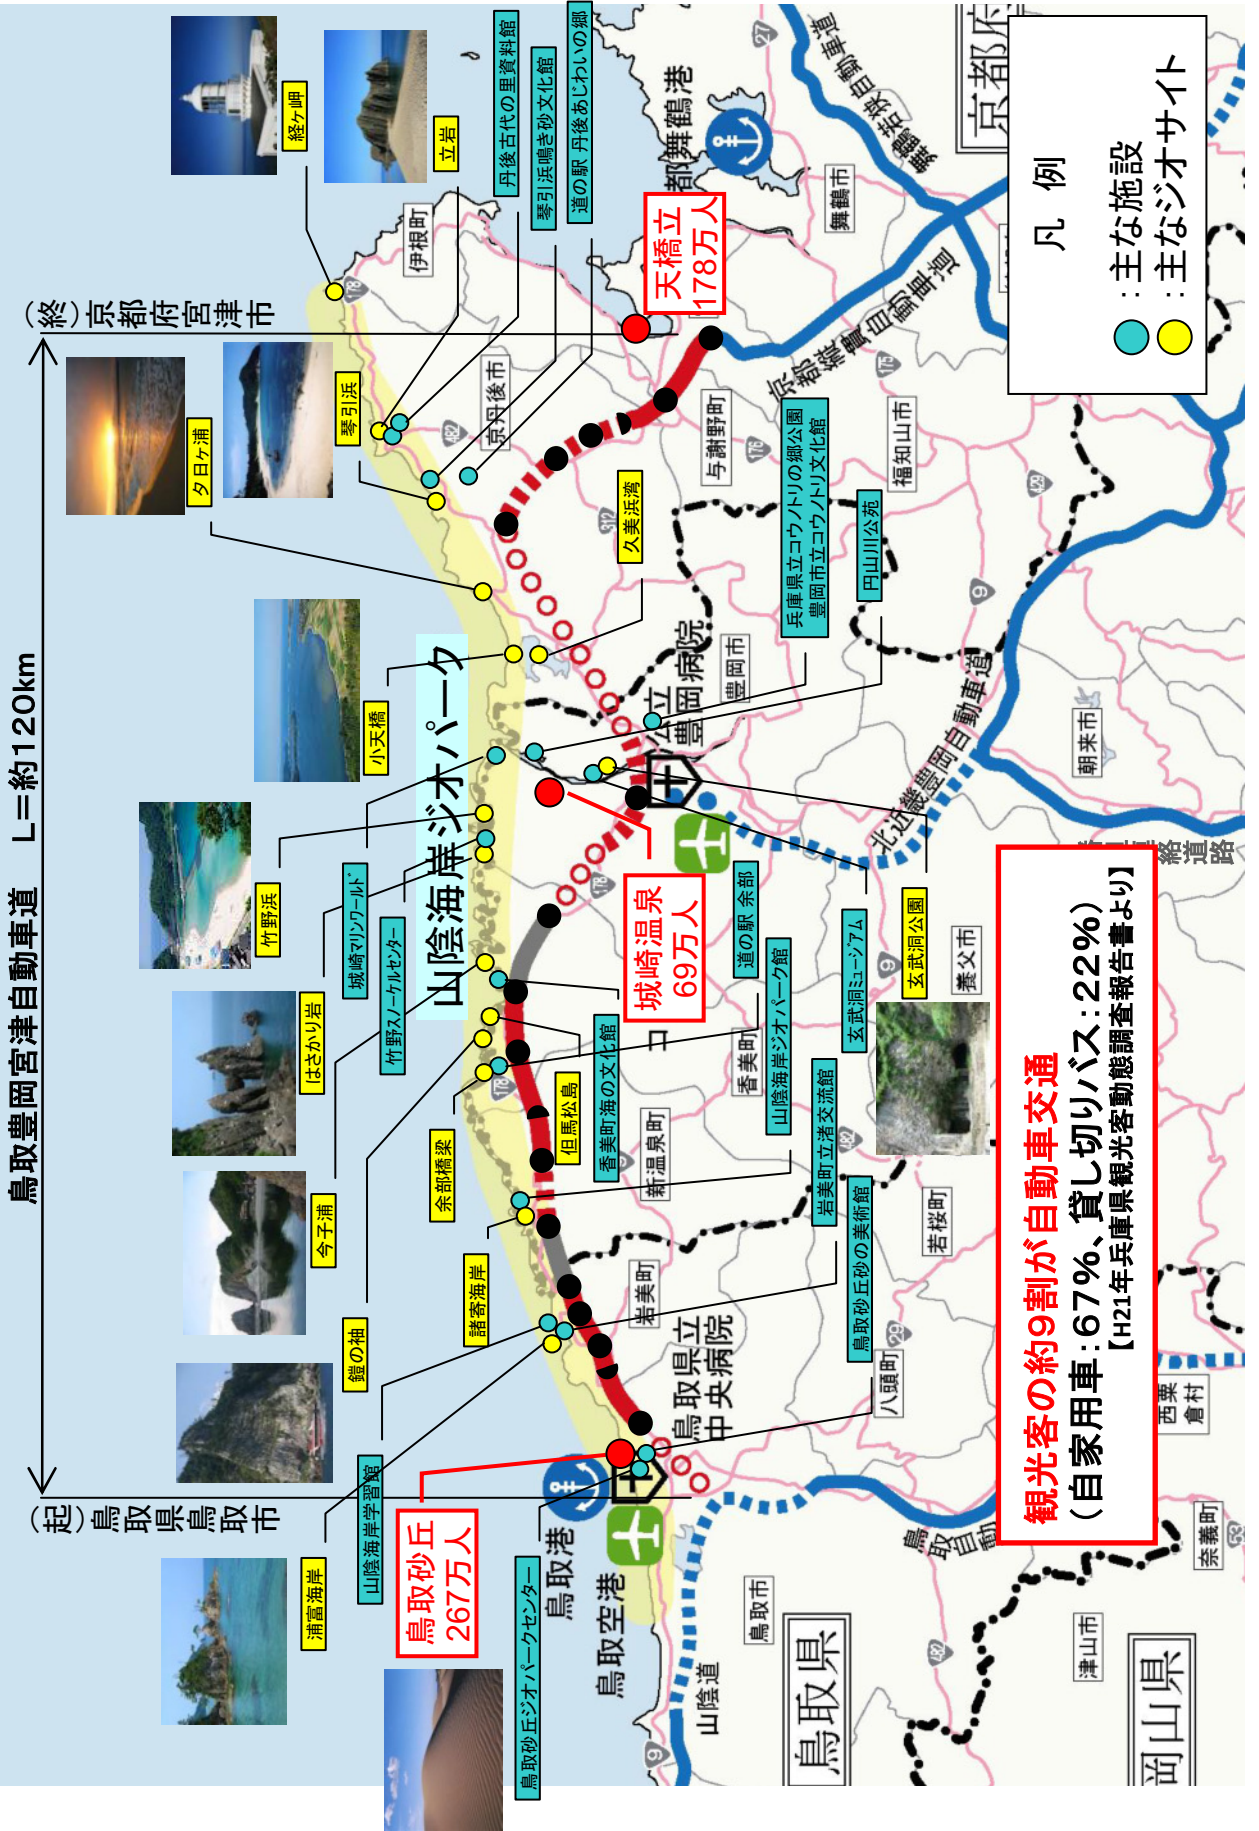 鳥取豊岡宮津自動車道 L=約120km
(起)鳥取県鳥取市
(終)京都府宮津市
山陰海岸ジオパーク
浦富海岸
鎧の袖
今子浦
はさかり岩
竹野浜
小天橋
夕日ヶ浦
琴引浜
経ヶ岬
立岩
山陰海岸学習館
諸寄海岸
余部橋梁
竹野スノーケルセンター
城崎マリンワールド
丹後古代の里資料館
琴引浜鳴き砂文化館
道の駅 丹後あじわいの郷
鳥取砂丘
267万人
城崎温泉
69万人
天橋立
178万人
鳥取砂丘ジオパークセンター
但馬松島
香美町海の文化館
久美浜湾
道の駅 余部
山陰海岸ジオパーク館
岩美町立渚交流館
鳥取砂丘砂の美術館
玄武洞ミュージアム
玄武洞公園
兵庫県立コウノトリの郷公園
豊岡市立コウノトリ文化館
円山川公苑
鳥取港
鳥取空港
鳥取県立
中央病院
公立
豊岡病院
コ
都舞鶴港
山陰道
鳥取自動
北近畿豊岡自動車道
京都縦貫自動車道
舞鶴若狭自動車道
絡道路
鳥取市
岩美町
新温泉町
香美町
豊岡市
京丹後市
伊根町
与謝野町
舞鶴市
福知山市
朝来市
養父市
若桜町
八頭町
津山市
奈義町
西粟
倉村
鳥取県
岡山県
京都府
9
29
482
53
178
178
9
9
312
482
178
176
175
429
27
9
482
凡 例
:主な施設
:主なジオサイト
観光客の約9割が自動車交通
(自家用車:67%、貸し切りバス:22%)
【H21年兵庫県観光客動態調査報告書より】